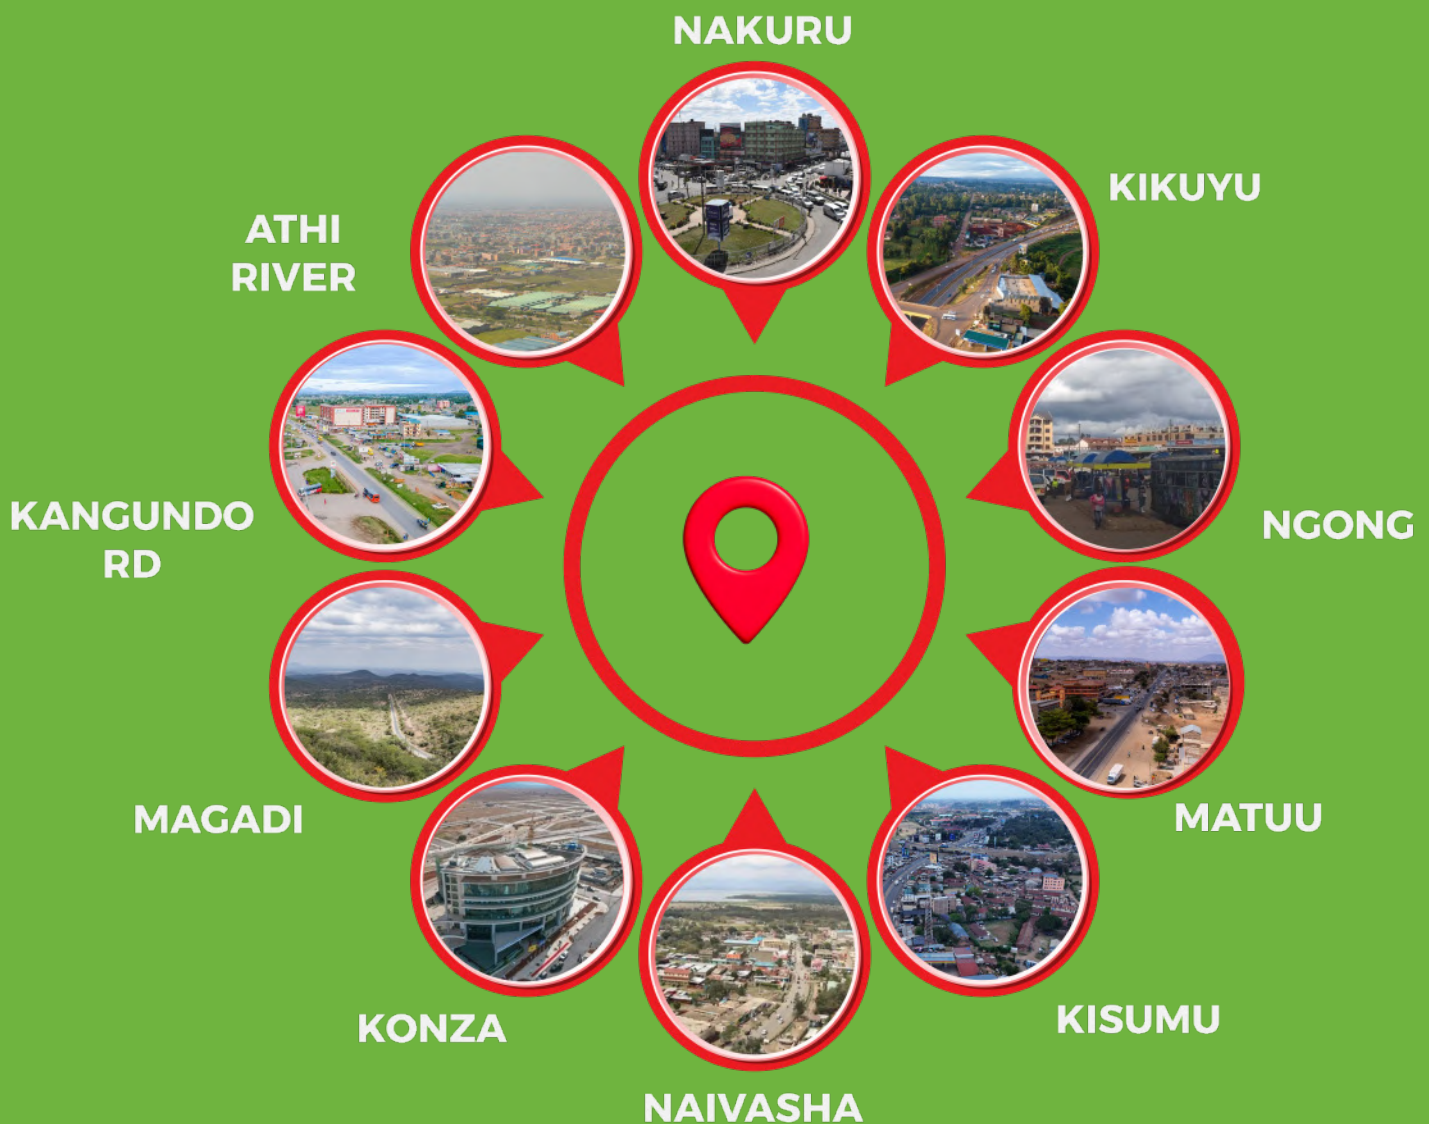 NAKURU
KIKUYU
ATHI
RIVER
KANGUNDO
RD
NGONG
MAGADI
MATUU
KONZA
KISUMU
NAIVASHA